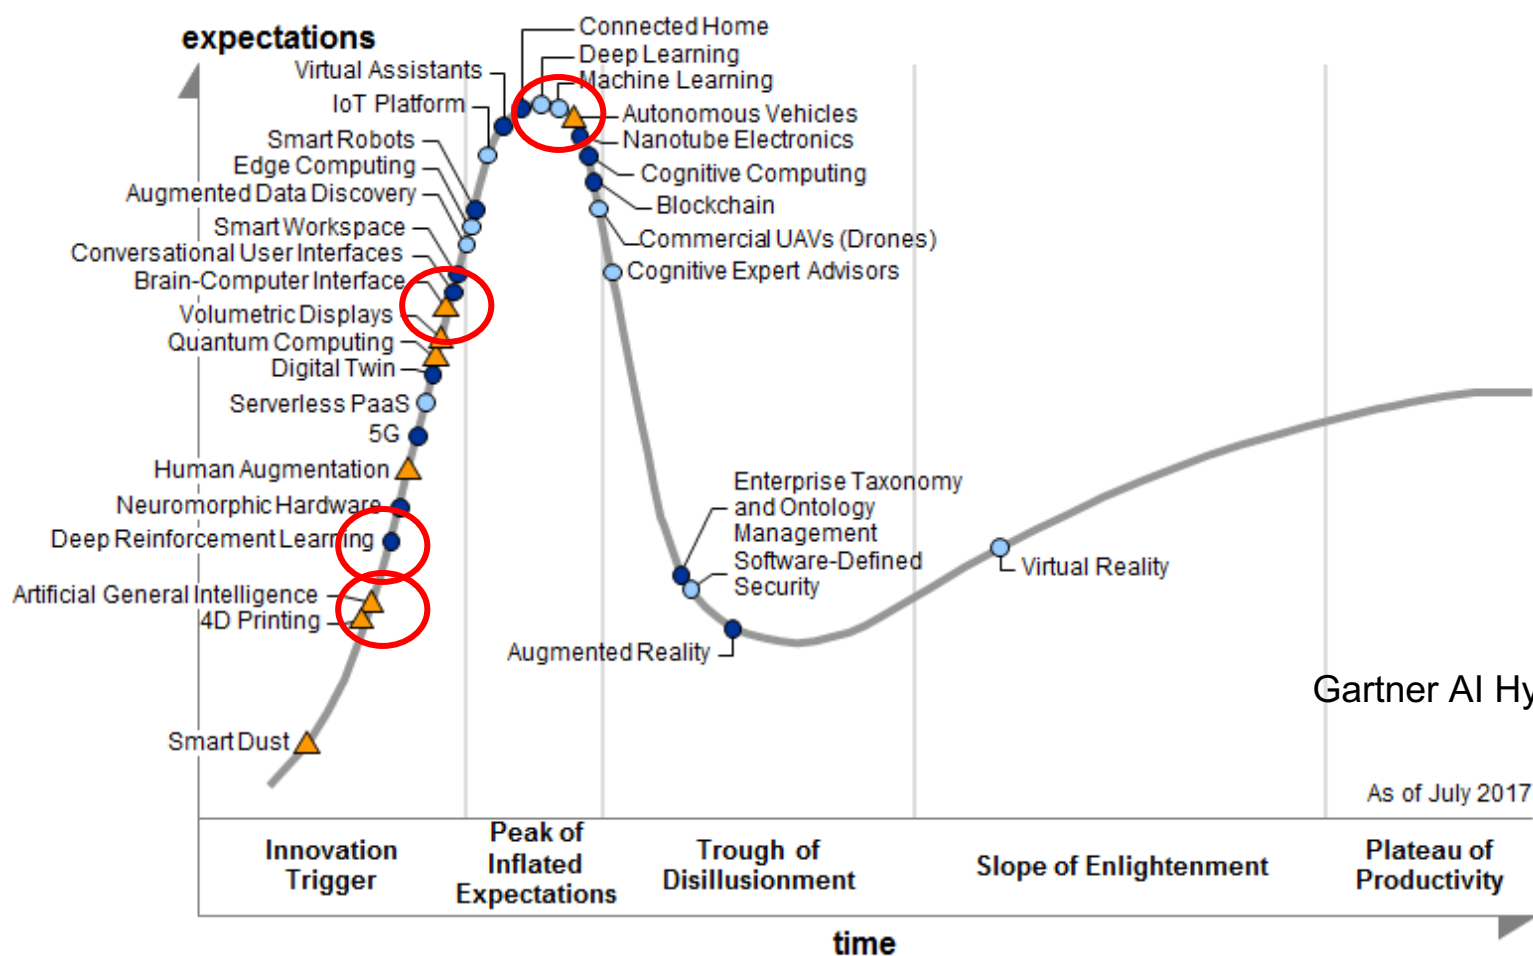 expectations
Connected Home
Deep Learning
Virtual Assistants
Machine Learning
IoT Platform
Autonomous Vehicles
Smart Robots
Nanotube Electronics
Edge Computing
Cognitive Computing
Augmented Data Discovery
Blockchain
Smart Workspace
Commercial UAVs (Drones)
Conversational User Interfaces
Cognitive Expert Advisors
Brain-Computer Interface
Volumetric Displays
Quantum Computing
Digital Twin
Serverless PaaS
5G
Human Augmentation
Neuromorphic Hardware
Deep Reinforcement Learning
Artificial General Intelligence
4D Printing
Smart Dust
Enterprise Taxonomy
and Ontology
Management
Software-Defined
Security
Augmented Reality
Virtual Reality
Gartner AI Hy
As of July 2017
Innovation
Trigger
Peak of
Inflated
Expectations
Trough of
Disillusionment
Slope of Enlightenment
Plateau of
Productivity
time